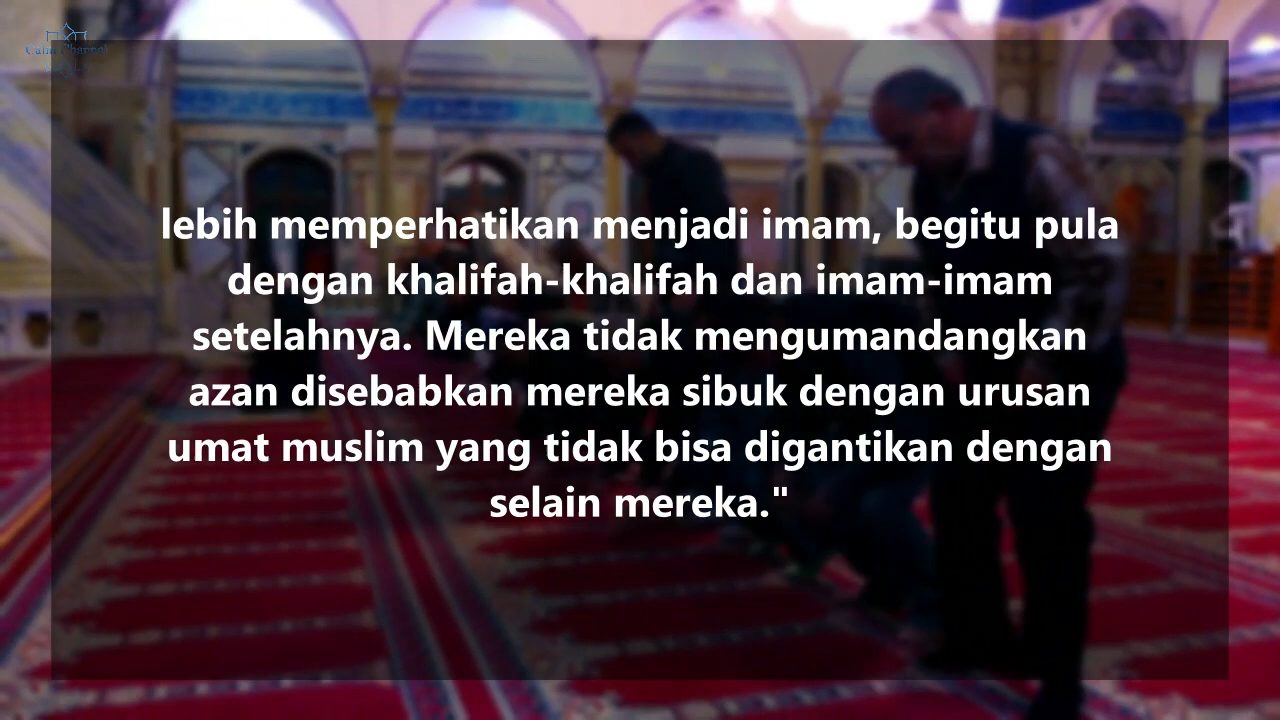 lebih memperhatikan menjadi imam, begitu pula
dengan khalifah-khalifah dan imam-imam
setelahnya. Mereka tidak mengumandangkan
azan disebabkan mereka sibuk dengan urusan
umat muslim yang tidak bisa digantikan dengan
selain mereka."